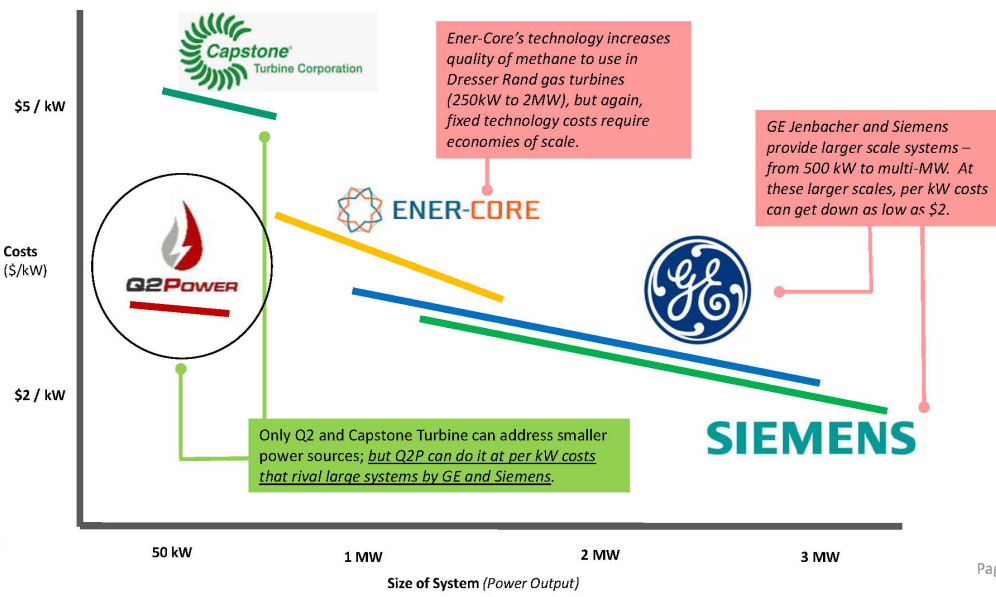 Capstone®
Turbine Corporation
Ener-Core's technology increases
quality of methane to use in
Dresser Rand gas turbines
(250kW to 2MW), but again,
fixed technology costs require
economies of scale.
$5 / kW
GE Jenbacher and Siemens
provide larger scale systems –
from 500 kW to multi-MW. At
these larger scales, per kW costs
can get down as low as $2.
ENER-CORE
Costs
($/kW)
Q2POWER
GE
$2 / kW
Only Q2 and Capstone Turbine can address smaller
power sources; but Q2P can do it at per kW costs
that rival large systems by GE and Siemens.
SIEMENS
50 kW
1 MW
2 MW
3 MW
Size of System (Power Output)
Pag